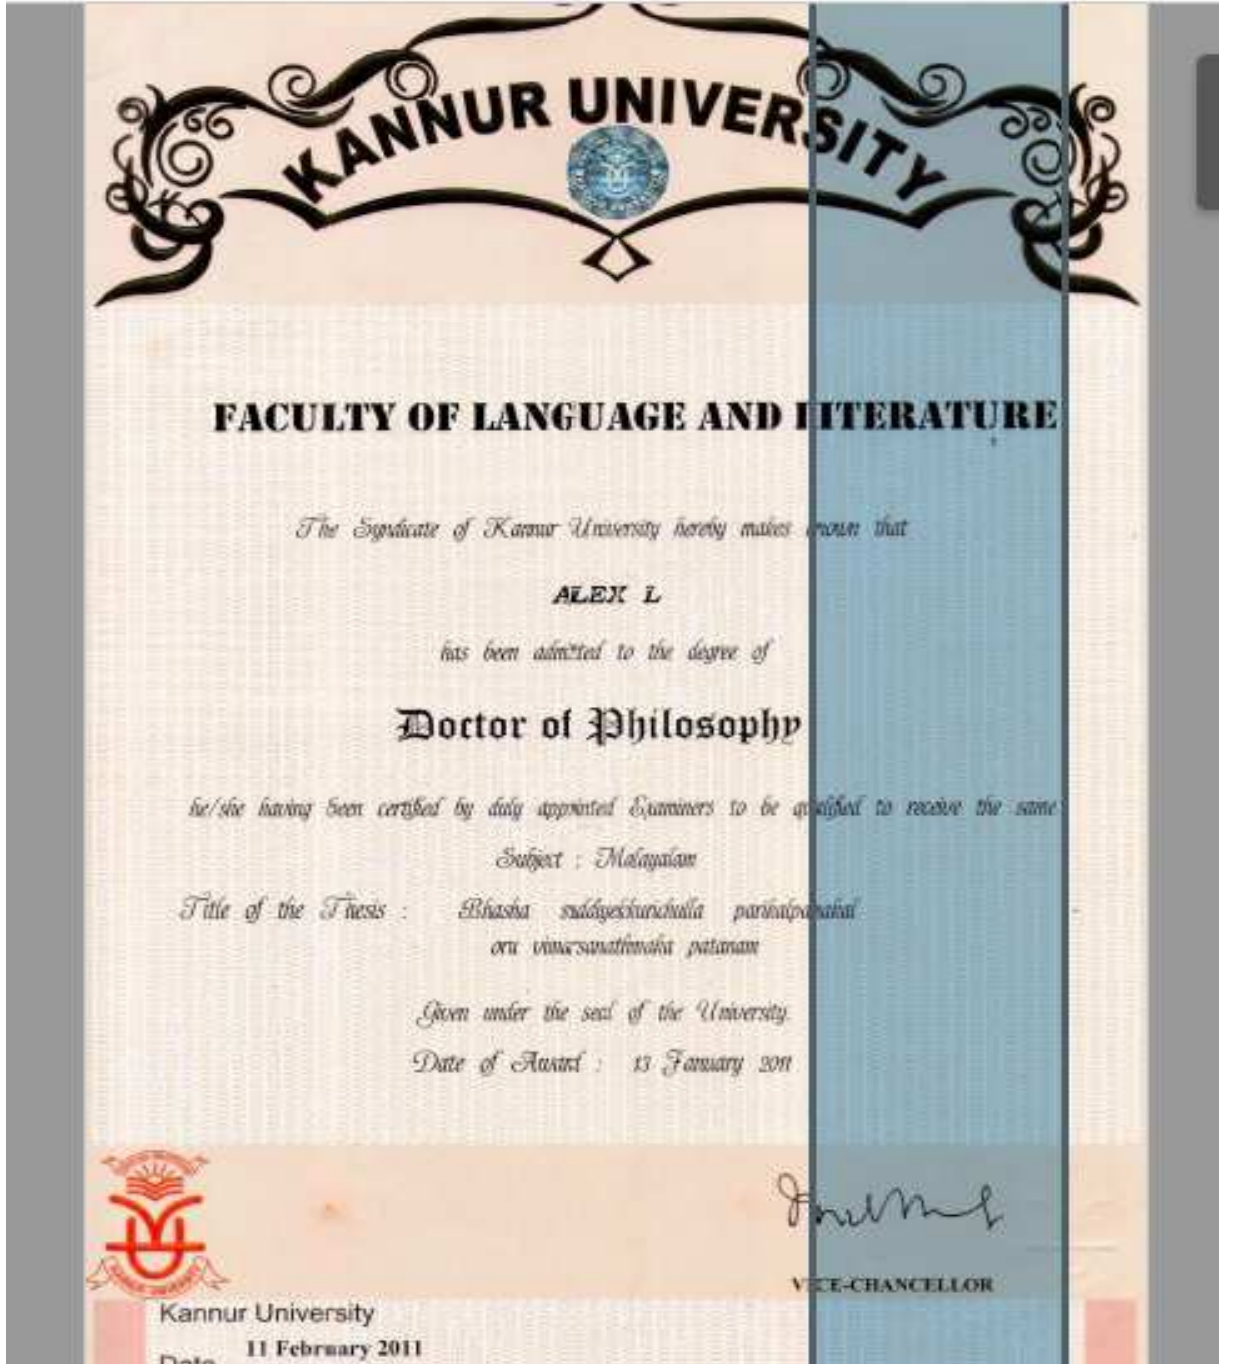 KANNUR UNIVERSITY
FACULTY OF LANGUAGE AND LITERATURE
The Syndicate of Kannur University hereby makes known that
ALEX L
has been admitted to the degree of
Doctor of Philosophy
he/she having been certified by duly appointed Examiners to be qualified to receive the same
Subject : Malayalam
Title of the Thesis : Bhasha suddiyekkurichulla parikalpanakal
oru vimarsanathmaka patanam
Given under the seal of the University.
Date of Award : 13 January 2011
VICE-CHANCELLOR
Kannur University
11 February 2011
Date